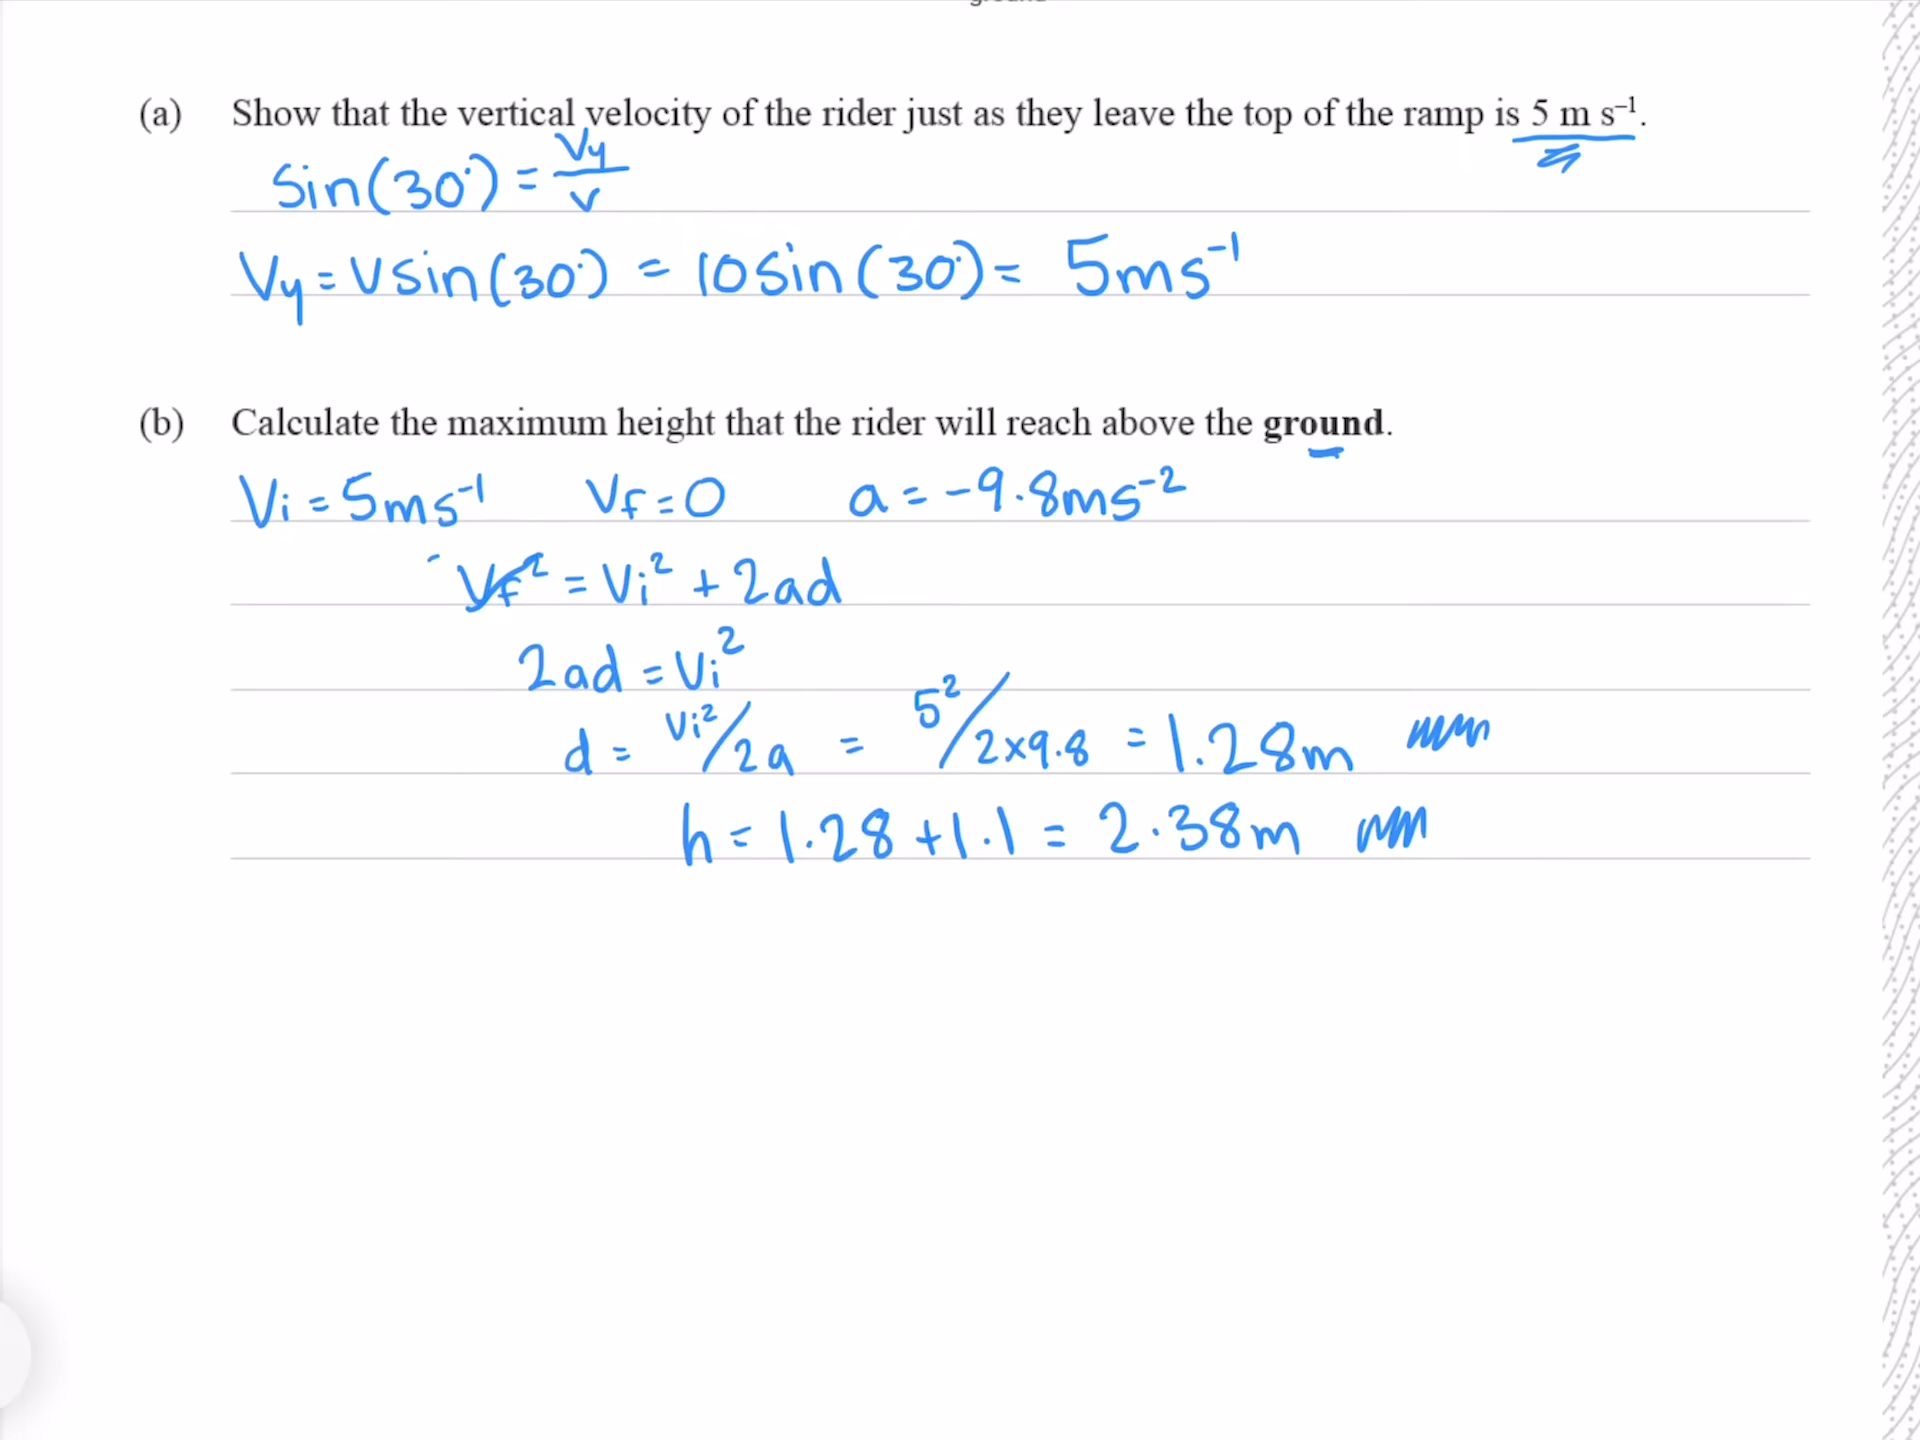 (a) Show that the vertical velocity of the rider just as they leave the top of the ramp is 5 m s⁻¹.
Sin(30°) = Vy/v
Vy = Vsin(30°) = 10sin(30°) = 5ms⁻¹
(b) Calculate the maximum height that the rider will reach above the ground.
Vi = 5ms⁻¹ Vf = 0 a = -9.8ms⁻²
Vf² = Vi² + 2ad
2ad = Vi²
d = Vi²/2a = 5²/2×9.8 = 1.28m
h = 1.28 + 1.1 = 2.38m